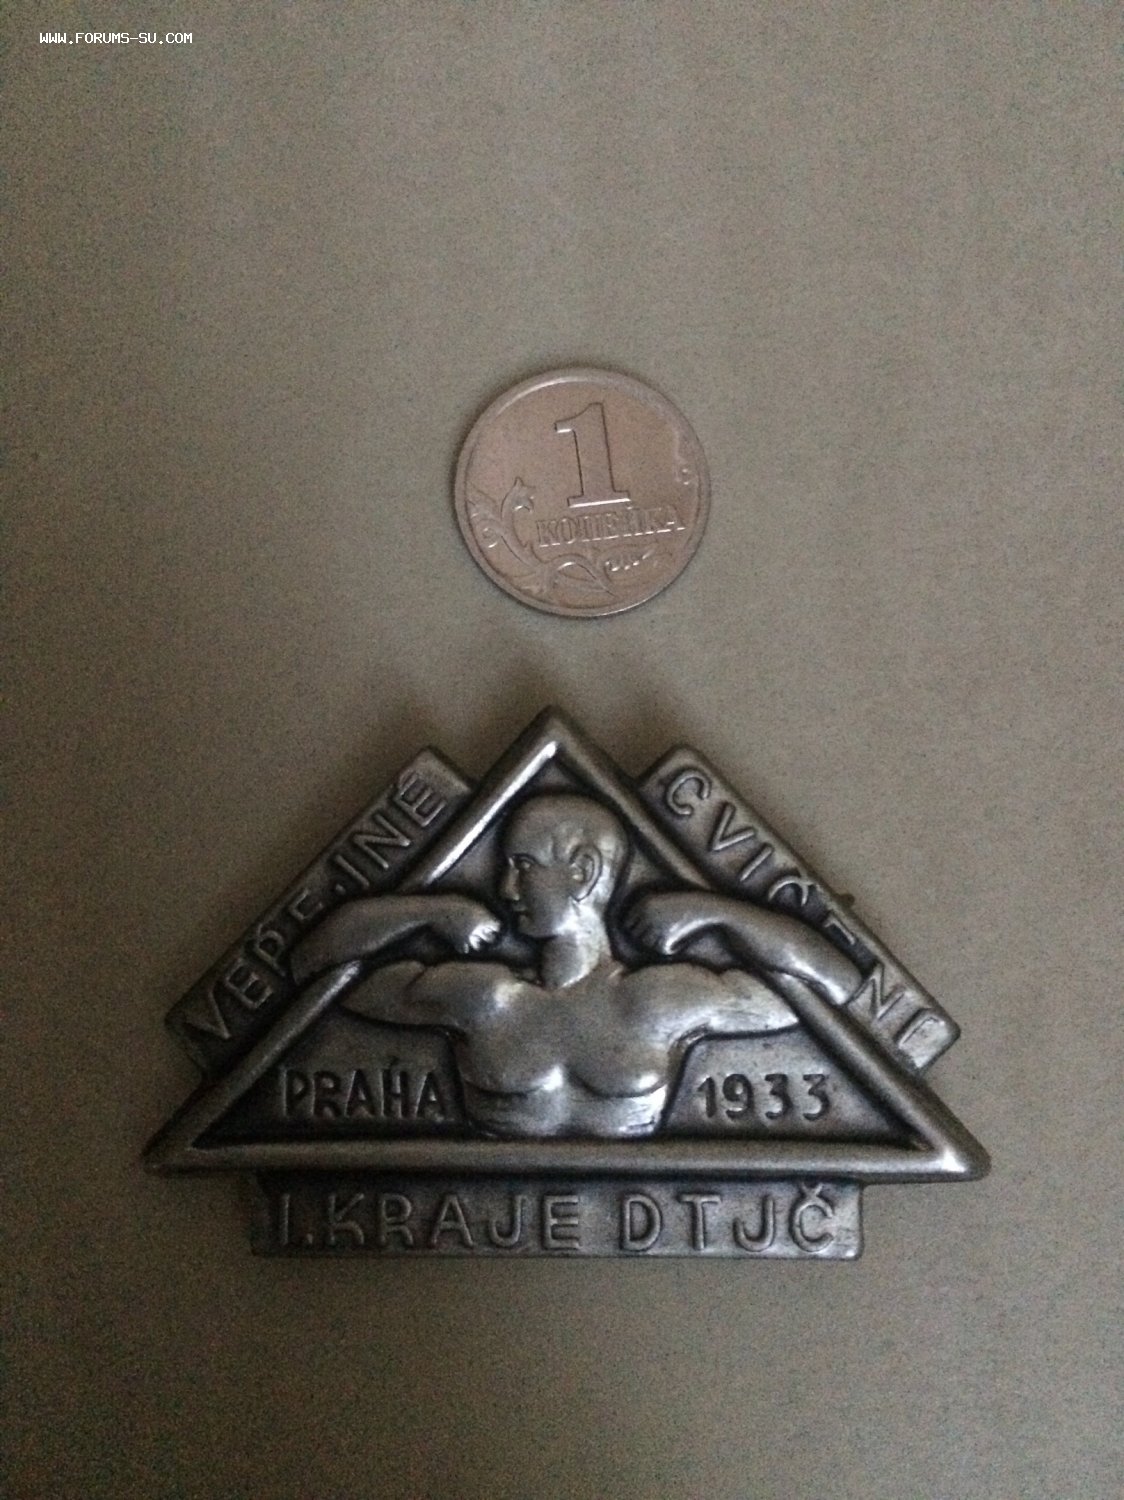 WWW.FORUMS-SU.COM
1
КОПЕЙКА
VEŘEJNÉ
CVIČENÍ
PRAHA 1933
I.KRAJE DTJČ